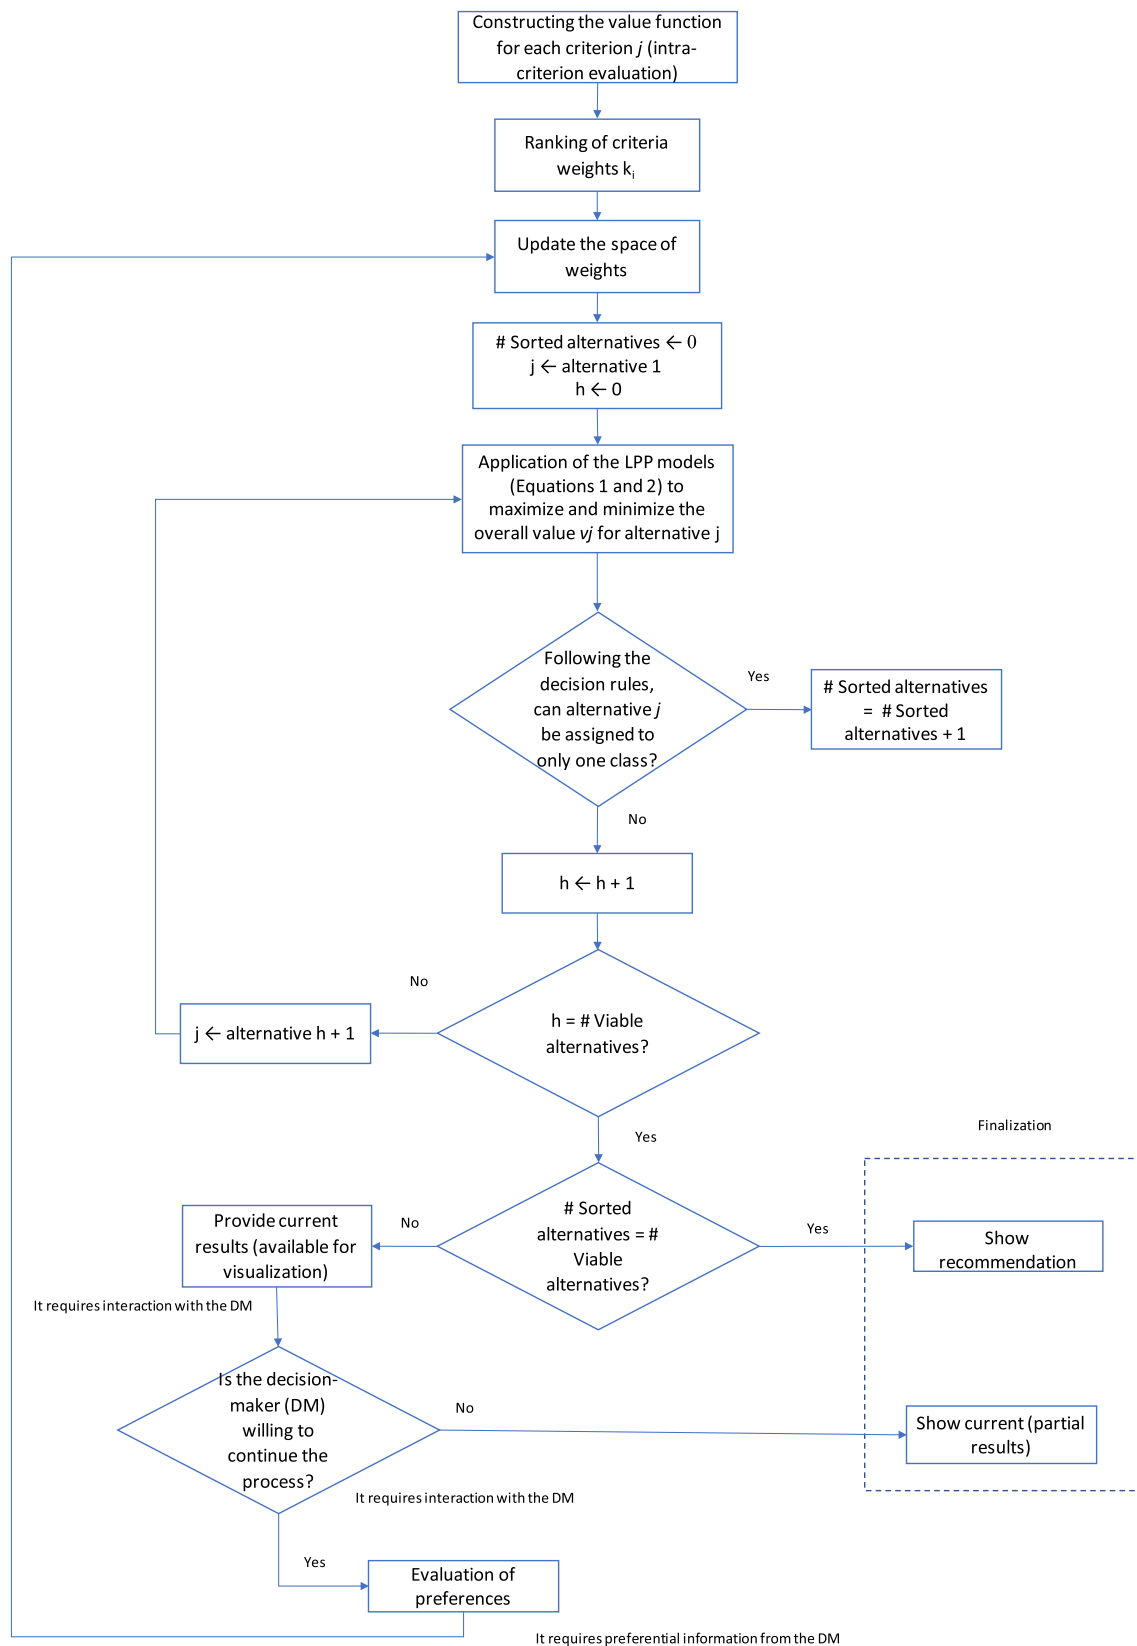 Constructing the value function
for each criterion j (intra-
criterion evaluation)
Ranking of criteria
weights ki
Update the space of
weights
# Sorted alternatives ← 0
j ← alternative 1
h ← 0
Application of the LPP models
(Equations 1 and 2) to
maximize and minimize the
overall value vj for alternative j
Following the
decision rules,
can alternative j
be assigned to
only one class?
Yes
# Sorted alternatives
= # Sorted
alternatives + 1
No
h ← h + 1
No
h = # Viable
alternatives?
j ← alternative h + 1
Yes
Finalization
# Sorted
alternatives = #
Viable
alternatives?
No
Yes
Provide current
results (available for
visualization)
Show
recommendation
It requires interaction with the DM
Is the decision-
maker (DM)
willing to
continue the
process?
No
Show current (partial
results)
It requires interaction with the DM
Yes
Evaluation of
preferences
It requires preferential information from the DM